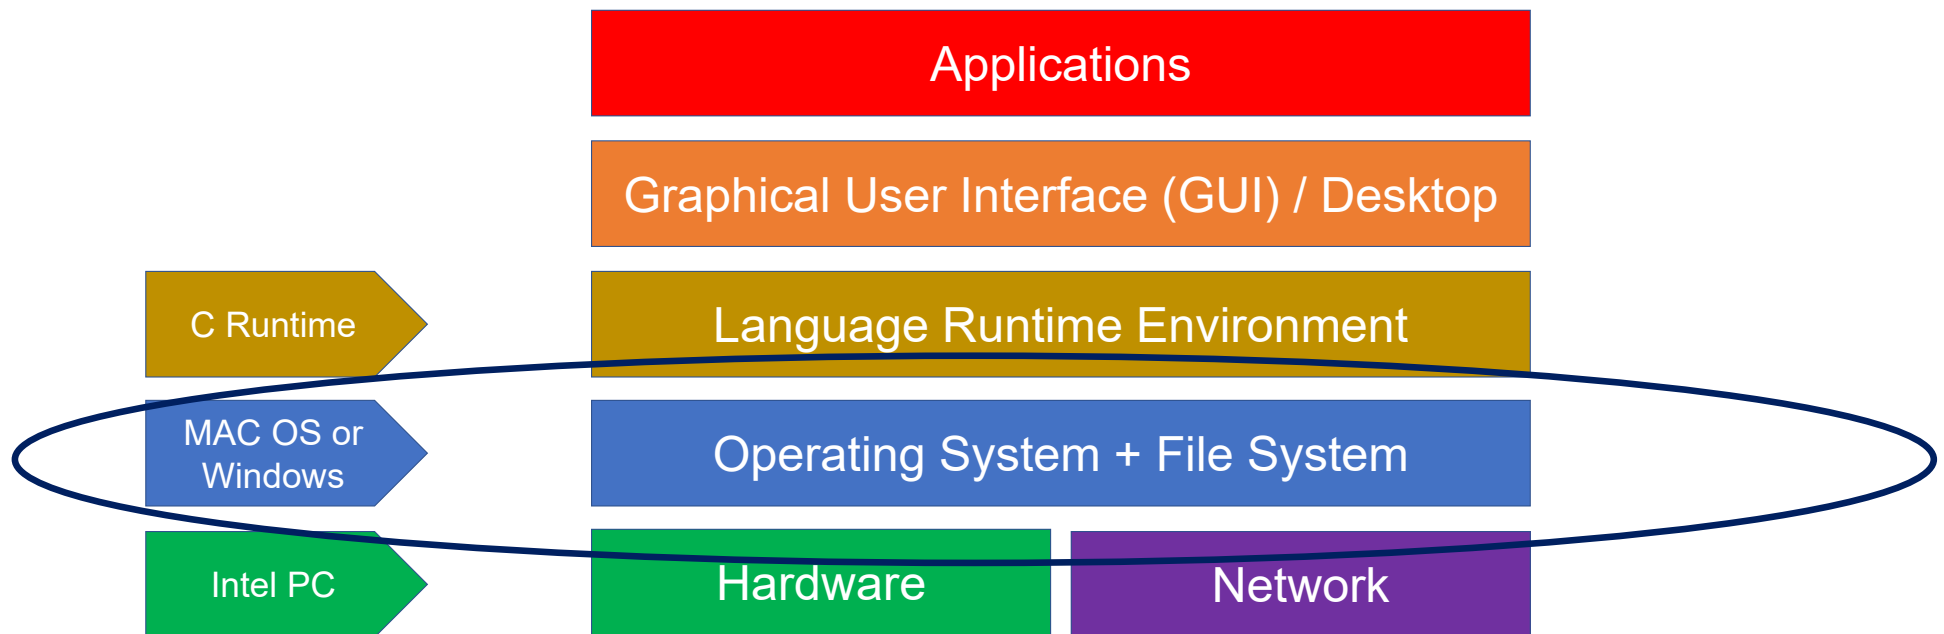 Applications
Graphical User Interface (GUI) / Desktop
C Runtime
Language Runtime Environment
MAC OS or
Windows
Operating System + File System
Intel PC
Hardware
Network